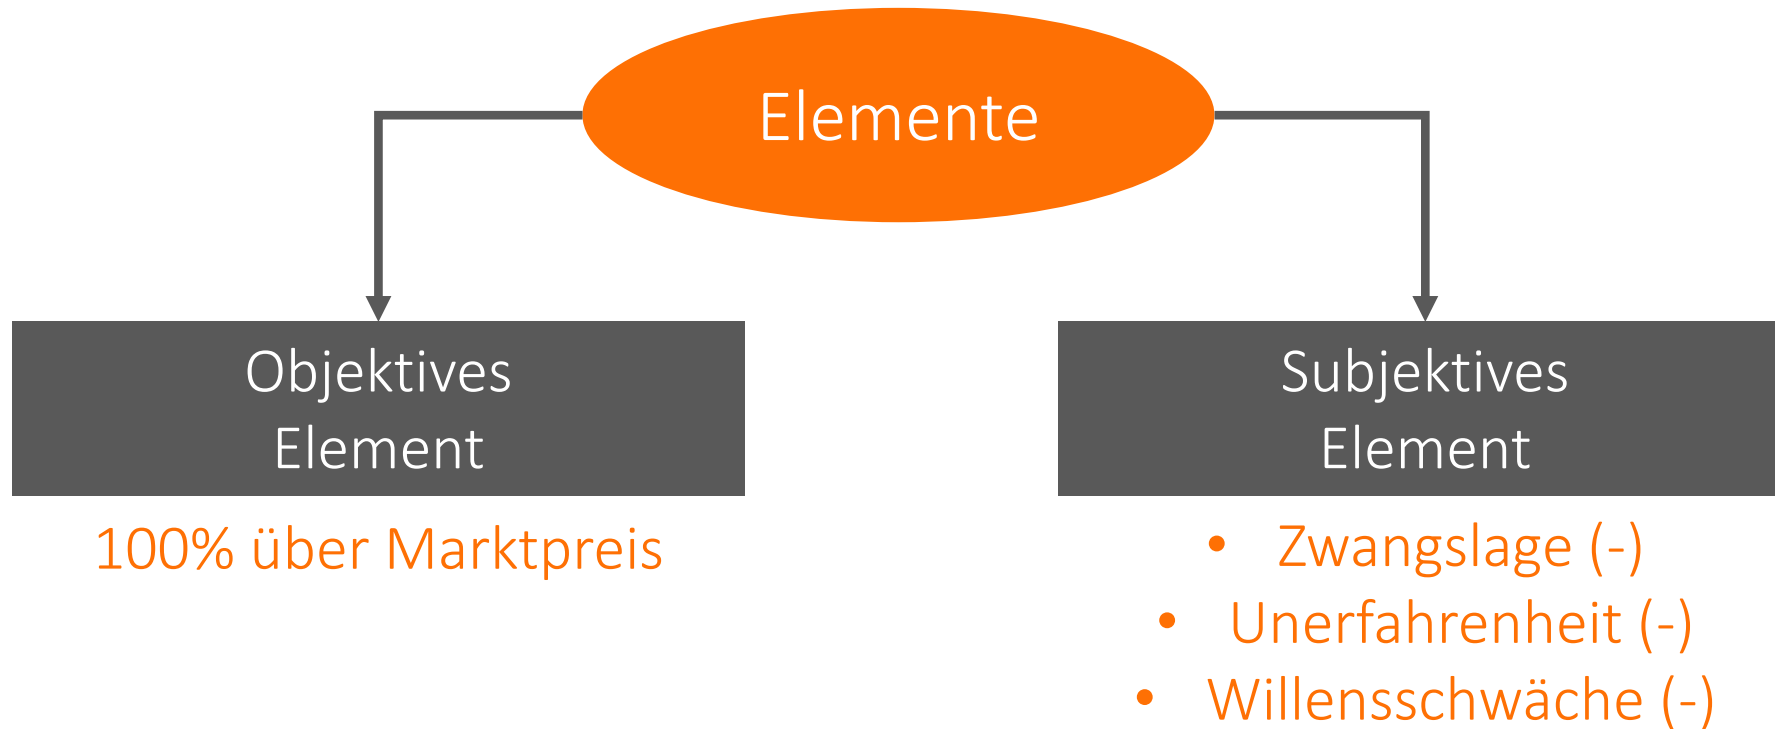 Elemente
Objektives
Element
100% über Marktpreis
Subjektives
Element
• Zwangslage (-)
• Unerfahrenheit (-)
• Willensschwäche (-)